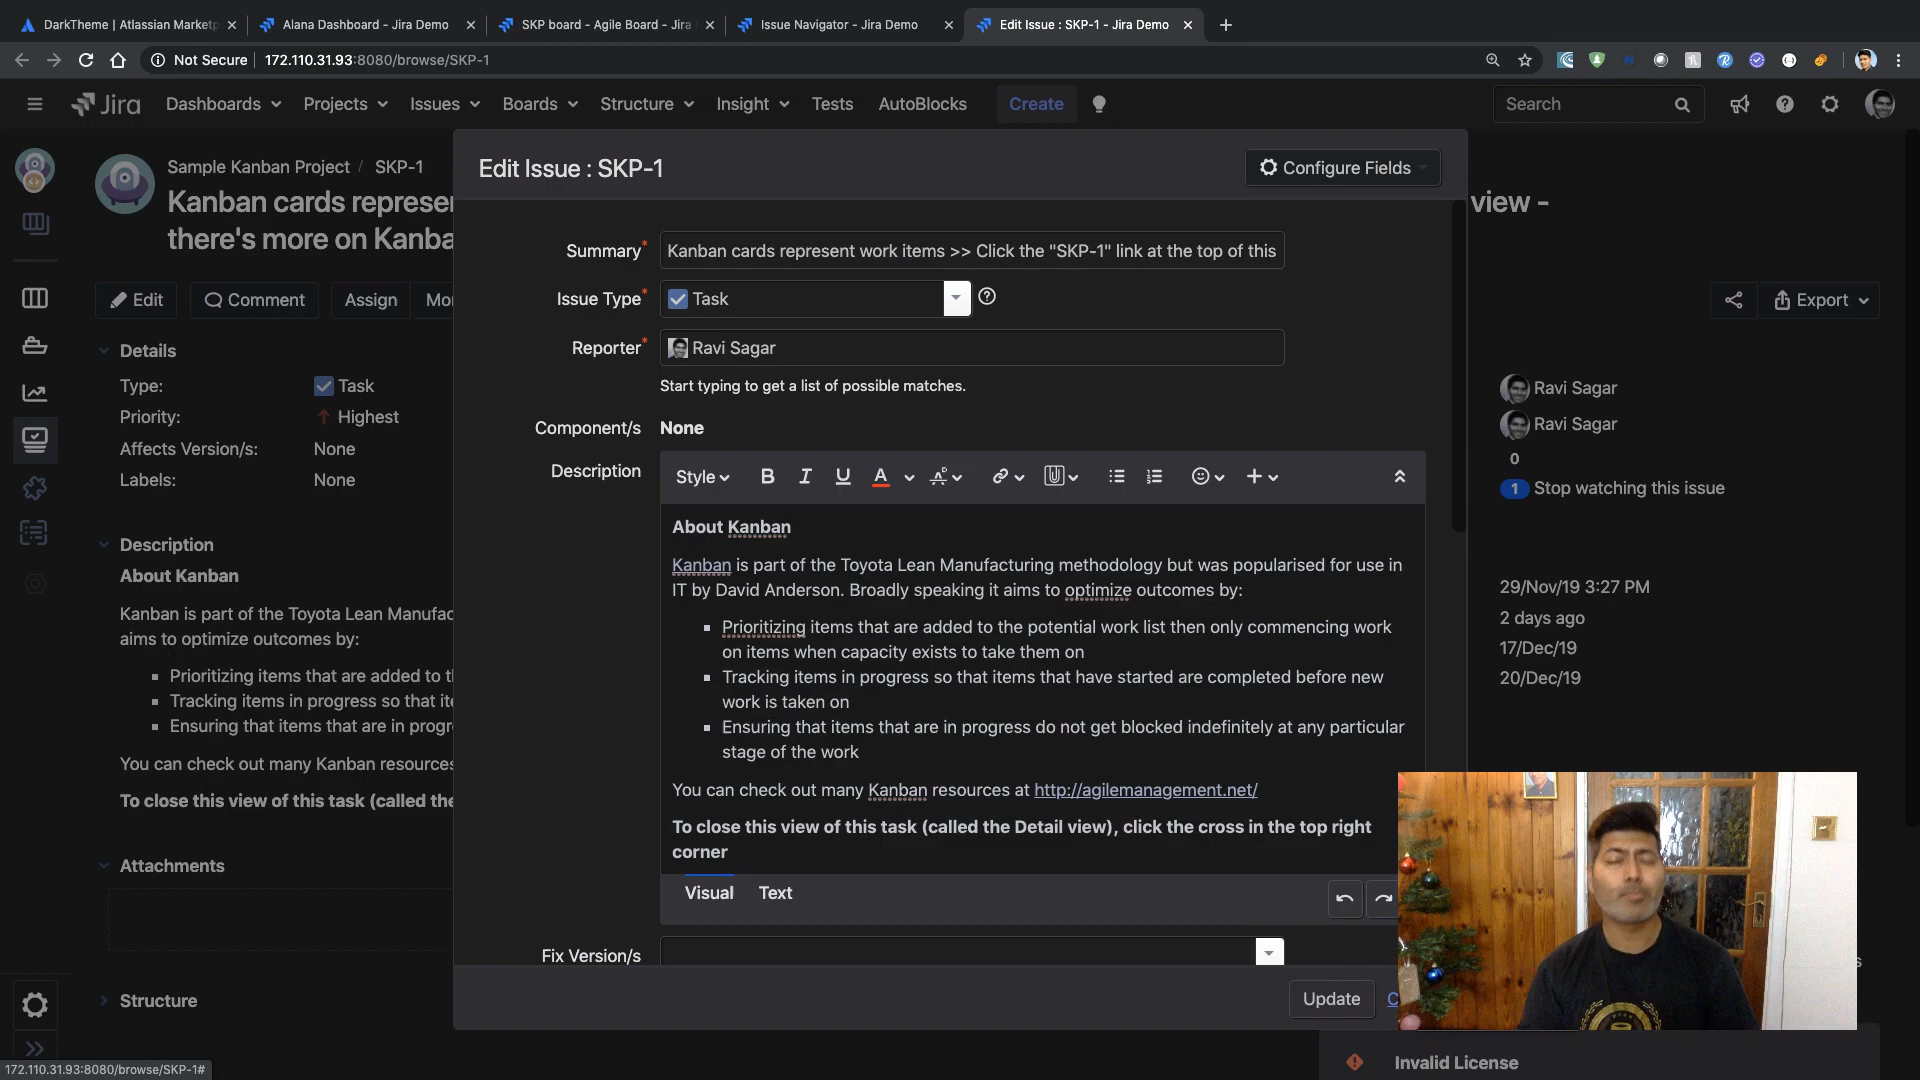 DarkTheme | Atlassian Marketp
Alana Dashboard - Jira Demo
SKP board - Agile Board - Jira
Issue Navigator - Jira Demo
Edit Issue : SKP-1 - Jira Demo
Not Secure
172.110.31.93:8080/browse/SKP-1
Jira
Dashboards
Projects
Issues
Boards
Structure
Insight
Tests
AutoBlocks
Create
Search
Sample Kanban Project / SKP-1
Kanban cards represen
there's more on Kanba
view -
Edit
Comment
Assign
Mor
Export
Details
Type: Task
Priority: Highest
Affects Version/s: None
Labels: None
Description
About Kanban
Kanban is part of the Toyota Lean Manufac
aims to optimize outcomes by:
Prioritizing items that are added to t
Tracking items in progress so that ite
Ensuring that items that are in progr
You can check out many Kanban resources
To close this view of this task (called the
Attachments
Structure
172.110.31.93:8080/browse/SKP-1#
Edit Issue : SKP-1
Configure Fields
Summary* Kanban cards represent work items >> Click the "SKP-1" link at the top of this
Issue Type* Task
Reporter* Ravi Sagar
Start typing to get a list of possible matches.
Component/s None
Description
Style B I U A
About Kanban
Kanban is part of the Toyota Lean Manufacturing methodology but was popularised for use in
IT by David Anderson. Broadly speaking it aims to optimize outcomes by:
Prioritizing items that are added to the potential work list then only commencing work
on items when capacity exists to take them on
Tracking items in progress so that items that have started are completed before new
work is taken on
Ensuring that items that are in progress do not get blocked indefinitely at any particular
stage of the work
You can check out many Kanban resources at http://agilemanagement.net/
To close this view of this task (called the Detail view), click the cross in the top right
corner
Visual
Text
Fix Version/s
Update
C
Ravi Sagar
Ravi Sagar
0
1 Stop watching this issue
29/Nov/19 3:27 PM
2 days ago
17/Dec/19
20/Dec/19
Invalid License